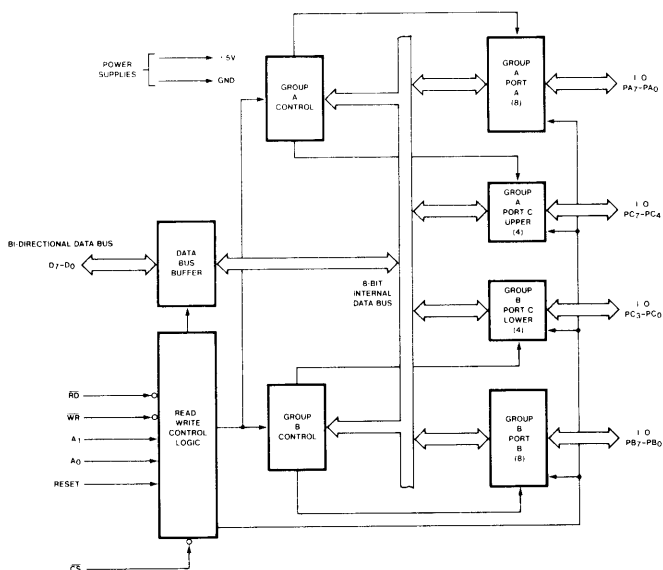 POWER
SUPPLIES
+5V
GND
GROUP
A
CONTROL
GROUP
A
PORT
A
(8)
I O
PA7-PA0
GROUP
A
PORT C
UPPER
(4)
I O
PC7-PC4
BI-DIRECTIONAL DATA BUS
D7-D0
DATA
BUS
BUFFER
8-BIT
INTERNAL
DATA BUS
GROUP
B
PORT C
LOWER
(4)
I O
PC3-PC0
RD
WR
A1
A0
RESET
READ
WRITE
CONTROL
LOGIC
GROUP
B
CONTROL
GROUP
B
PORT
B
(8)
I O
PB7-PB0
CS